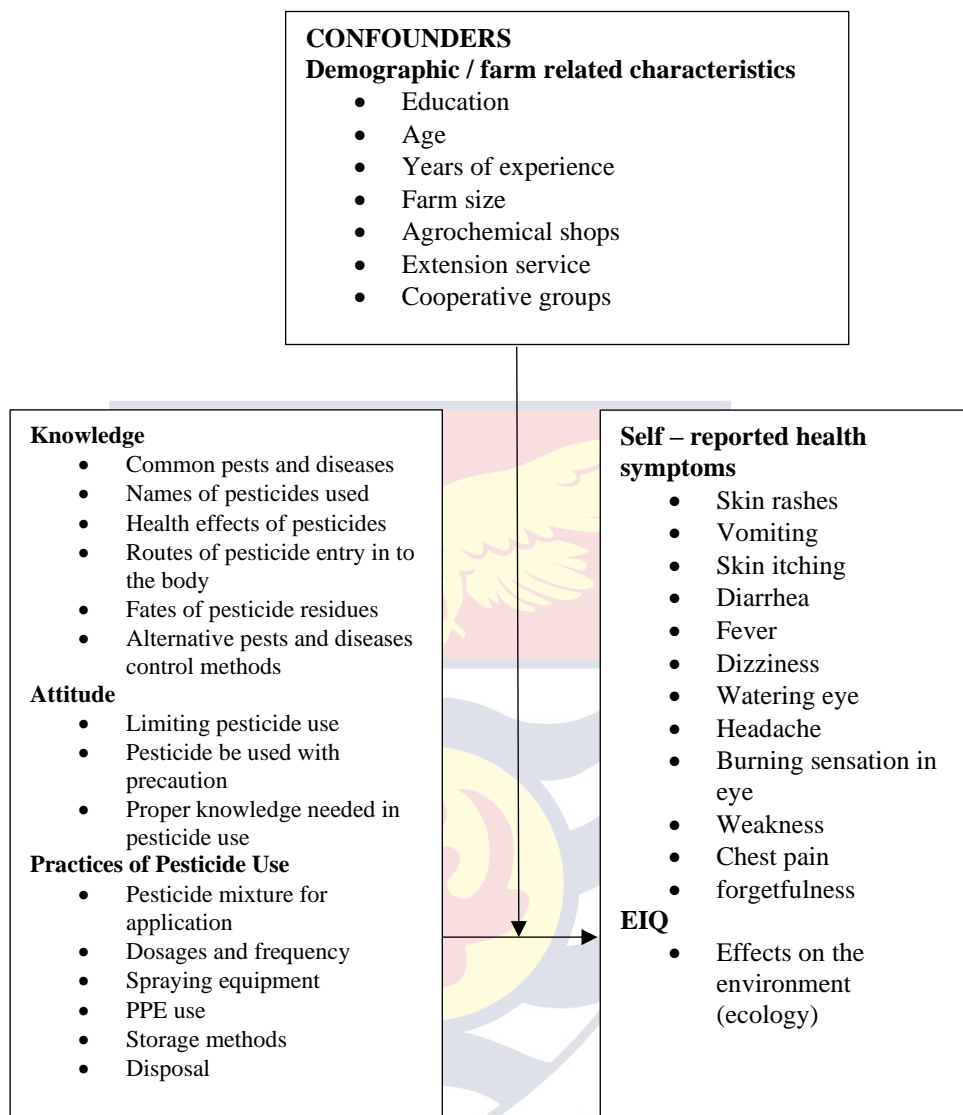 CONFOUNDERS
Demographic / farm related characteristics
• Education
• Age
• Years of experience
• Farm size
• Agrochemical shops
• Extension service
• Cooperative groups
Knowledge
• Common pests and diseases
• Names of pesticides used
• Health effects of pesticides
• Routes of pesticide entry in to
the body
• Fates of pesticide residues
• Alternative pests and diseases
control methods
Attitude
• Limiting pesticide use
• Pesticide be used with
precaution
• Proper knowledge needed in
pesticide use
Practices of Pesticide Use
• Pesticide mixture for
application
• Dosages and frequency
• Spraying equipment
• PPE use
• Storage methods
• Disposal
Self – reported health
symptoms
• Skin rashes
• Vomiting
• Skin itching
• Diarrhea
• Fever
• Dizziness
• Watering eye
• Headache
• Burning sensation in
eye
• Weakness
• Chest pain
• forgetfulness
EIQ
• Effects on the
environment
(ecology)